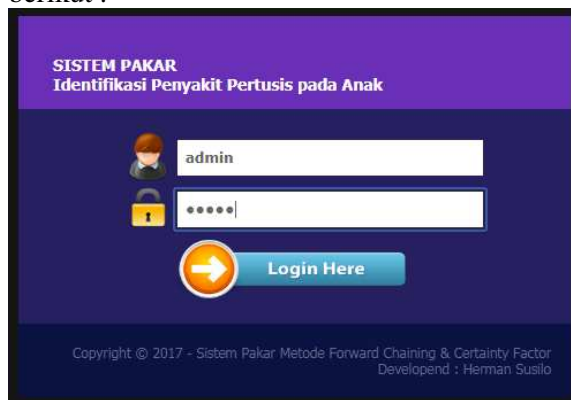 SISTEM PAKAR
Identifikasi Penyakit Pertusis pada Anak
admin
•••••
Login Here
Copyright © 2017 - Sistem Pakar Metode Forward Chaining & Certainty Factor
Developend : Herman Susilo